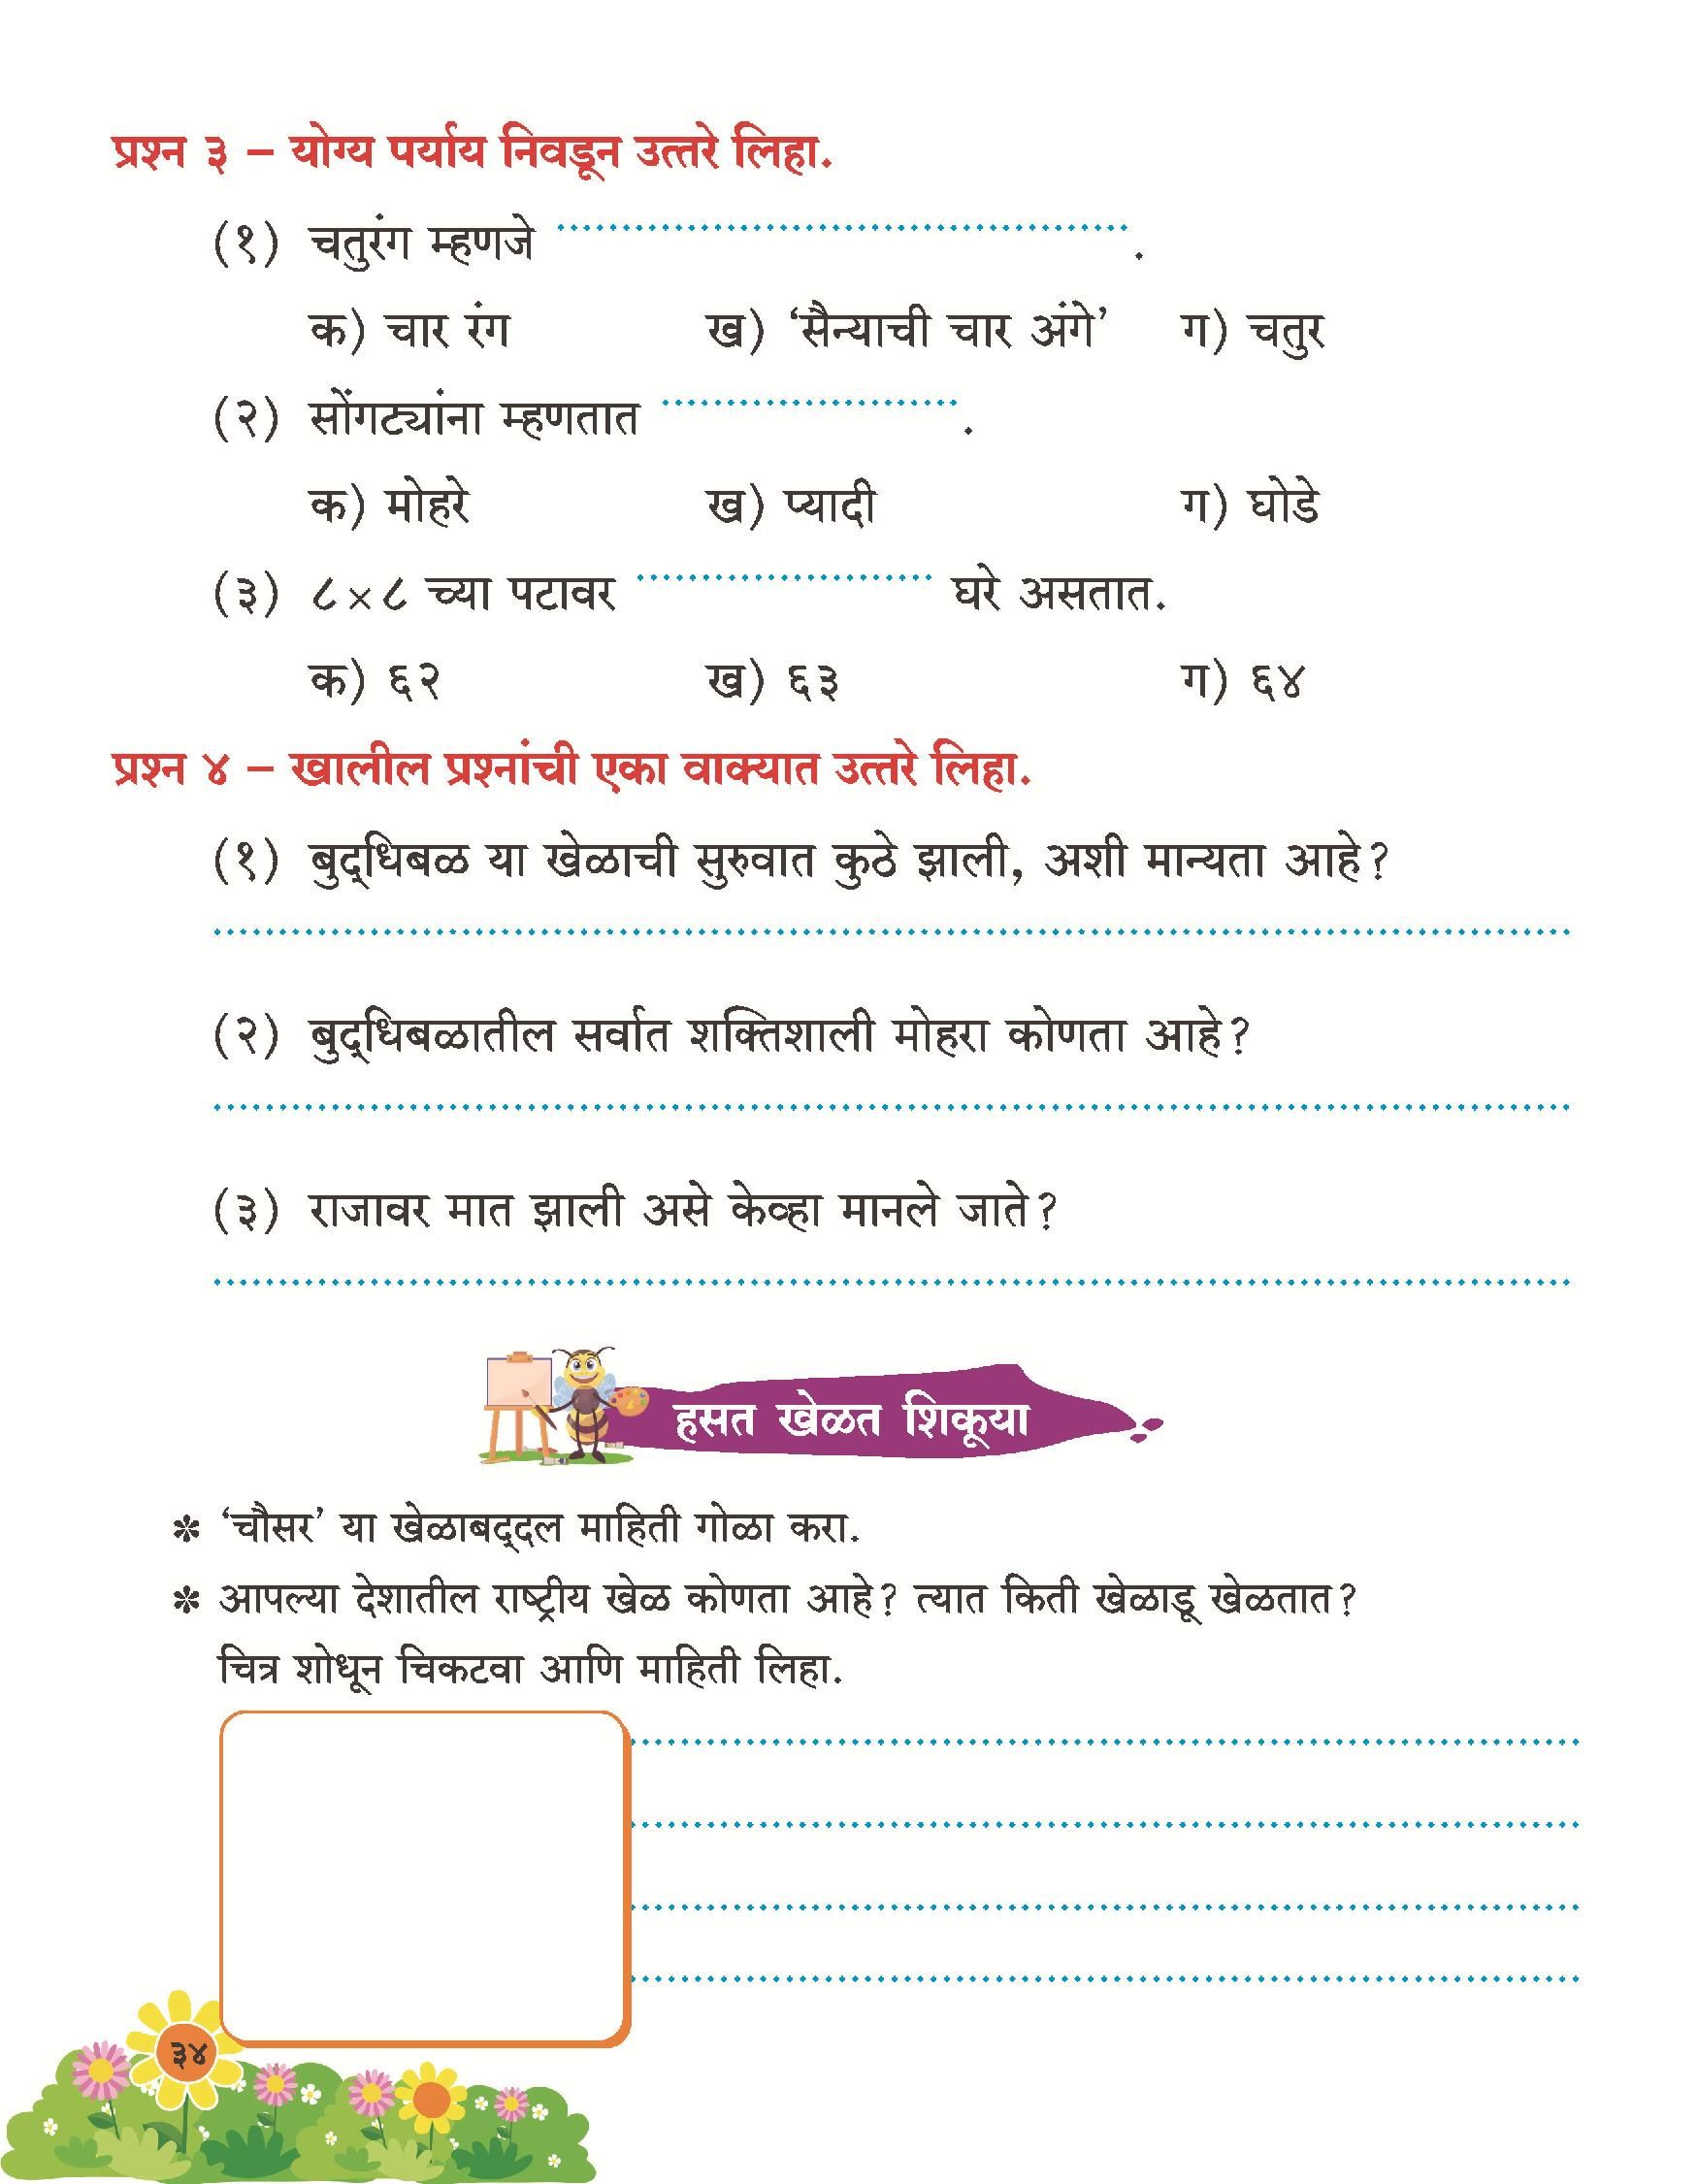 प्रश्न ३ – योग्य पर्याय निवडून उत्तरे लिहा.
(१) चतुरंग म्हणजे ............................................ .
क) चार रंग ख) ‘सैन्याची चार अंगे’ ग) चतुर
(२) सोंगट्यांना म्हणतात ....................... .
क) मोहरे ख) प्यादी ग) घोडे
(३) ८×८ च्या पटावर ....................... घरे असतात.
क) ६२ ख) ६३ ग) ६४
प्रश्न ४ – खालील प्रश्नांची एका वाक्यात उत्तरे लिहा.
(१) बुद्धिबळ या खेळाची सुरुवात कुठे झाली, अशी मान्यता आहे?
(२) बुद्धिबळातील सर्वात शक्तिशाली मोहरा कोणता आहे?
(३) राजावर मात झाली असे केव्हा मानले जाते?
हसत खेळत शिकूया
✽ ‘चौसर’ या खेळाबद्दल माहिती गोळा करा.
✽ आपल्या देशातील राष्ट्रीय खेळ कोणता आहे? त्यात किती खेळाडू खेळतात?
चित्र शोधून चिकटवा आणि माहिती लिहा.
३४